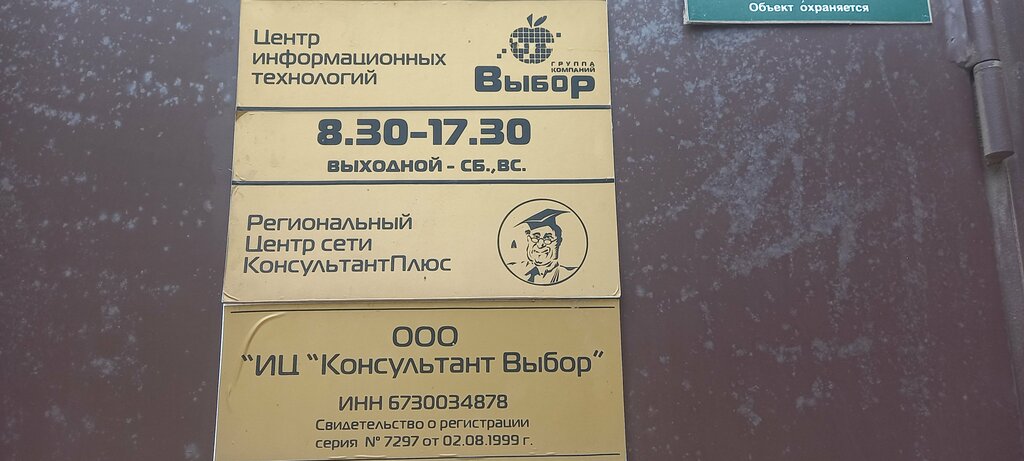 Объект охраняется
Центр
информационных
технологий
ГРУППА
КОМПАНИЙ
Выбор
8.30-17.30
ВЫХОДНОЙ - СБ.,ВС.
Региональный
Центр сети
КонсультантПлюс
ООО
"ИЦ "Консультант Выбор"
ИНН 6730034878
Свидетельство о регистрации
серия № 7297 от 02.08.1999 г.